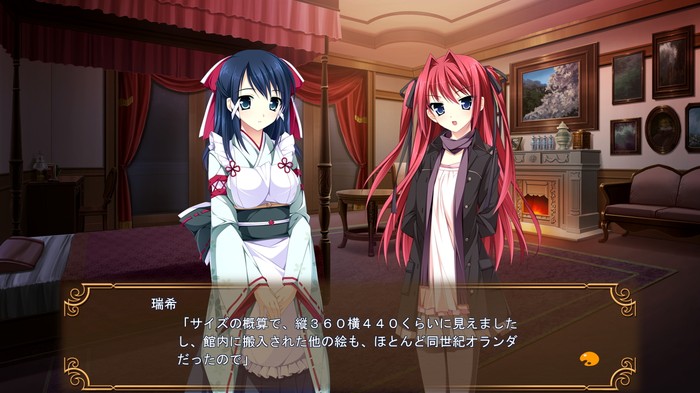 瑞希
「サイズの概算で、縦３６０横４４０くらいに見えました
し、館内に搬入された他の絵も、ほとんど同世紀オランダ
だったので」